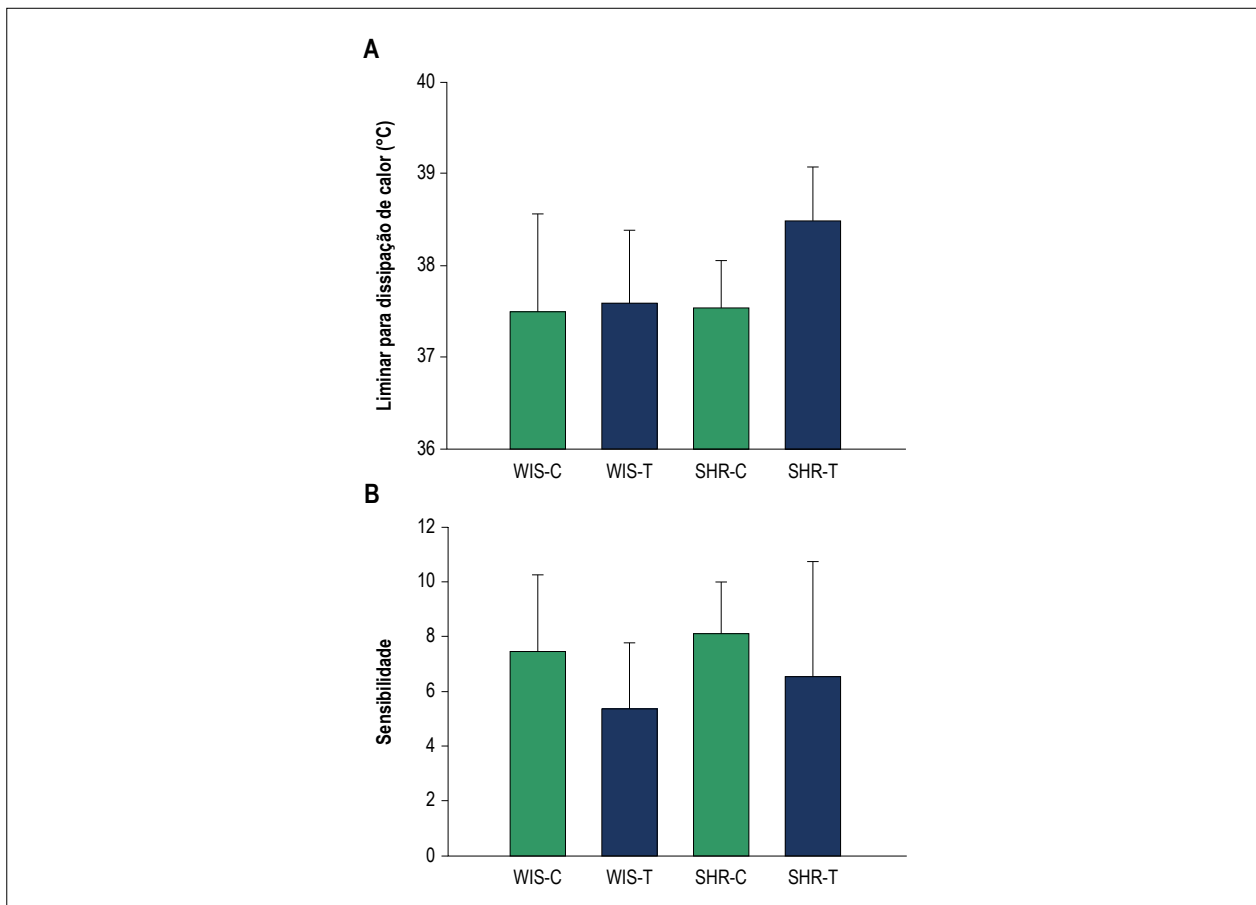 A
Liminar para dissipação de calor (°C)
40
39
38
37
36
WIS-C WIS-T SHR-C SHR-T
B
Sensibilidade
12
10
8
6
4
2
0
WIS-C WIS-T SHR-C SHR-T